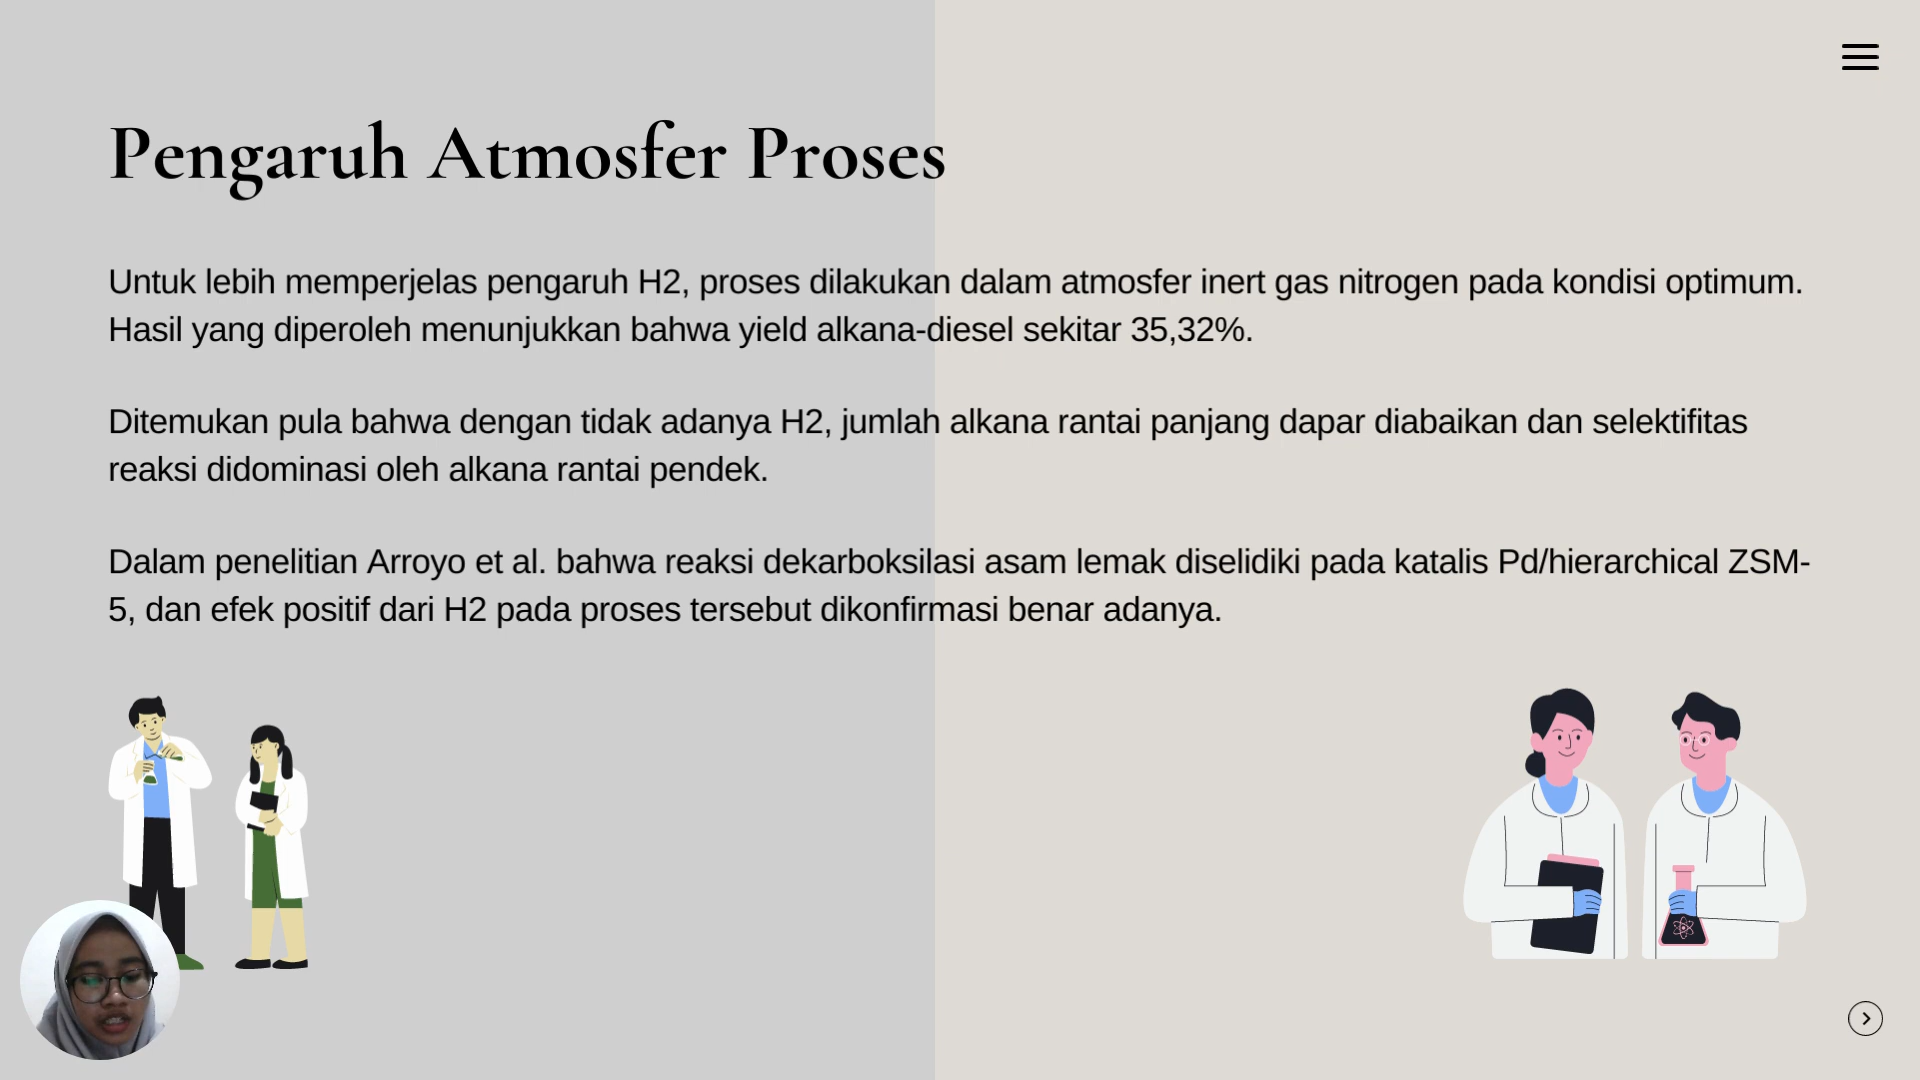 Pengaruh Atmosfer Proses
Untuk lebih memperjelas pengaruh H2, proses dilakukan dalam atmosfer inert gas nitrogen pada kondisi optimum.
Hasil yang diperoleh menunjukkan bahwa yield alkana-diesel sekitar 35,32%.
Ditemukan pula bahwa dengan tidak adanya H2, jumlah alkana rantai panjang dapar diabaikan dan selektifitas
reaksi didominasi oleh alkana rantai pendek.
Dalam penelitian Arroyo et al. bahwa reaksi dekarboksilasi asam lemak diselidiki pada katalis Pd/hierarchical ZSM-
5, dan efek positif dari H2 pada proses tersebut dikonfirmasi benar adanya.